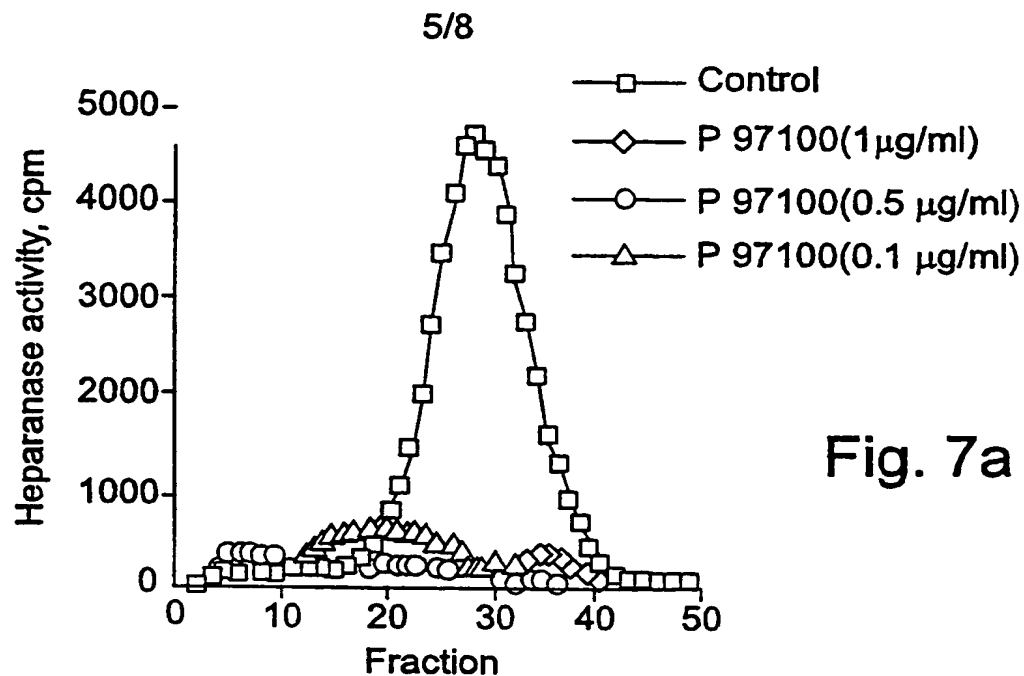 5/8
Control
P 97100(1µg/ml)
P 97100(0.5 µg/ml)
P 97100(0.1 µg/ml)
Heparanase activity, cpm
5000
4000
3000
2000
1000
0
0 10 20 30 40 50
Fraction
Fig. 7a